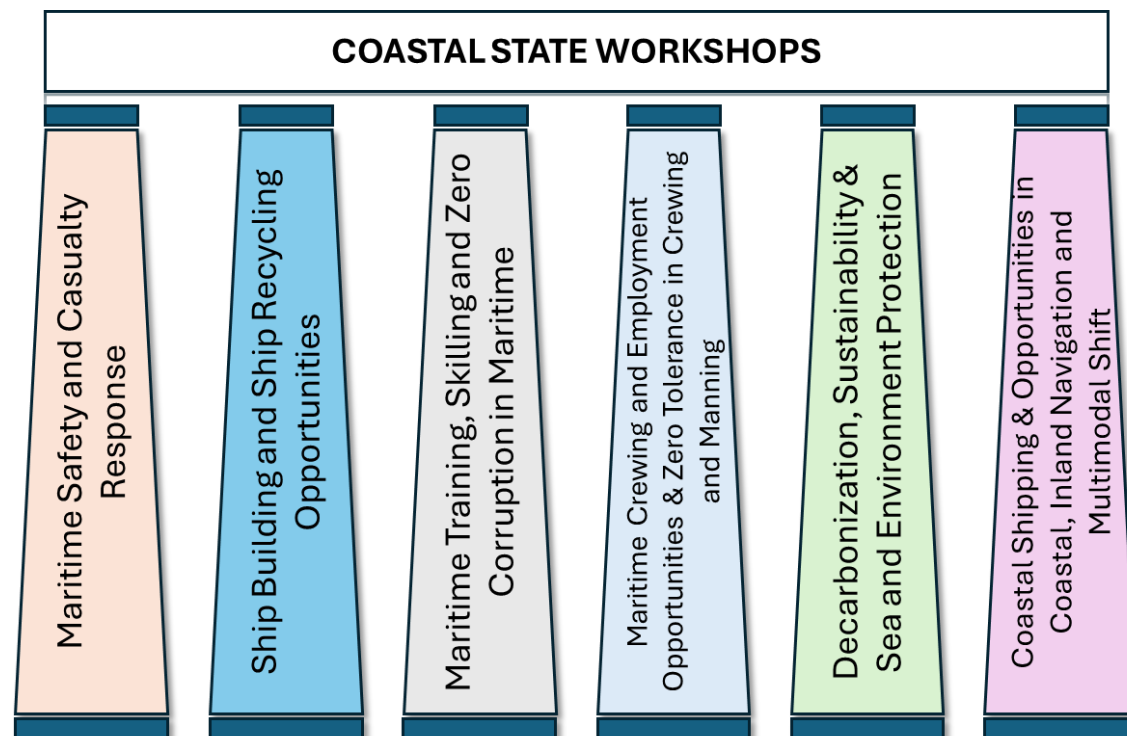 COASTAL STATE WORKSHOPS
Maritime Safety and Casualty
Response
Ship Building and Ship Recycling
Opportunities
Maritime Training, Skilling and Zero
Corruption in Maritime
Maritime Crewing and Employment
Opportunities & Zero Tolerance in Crewing
and Manning
Decarbonization, Sustainability &
Sea and Environment Protection
Coastal Shipping & Opportunities in
Coastal, Inland Navigation and
Multimodal Shift